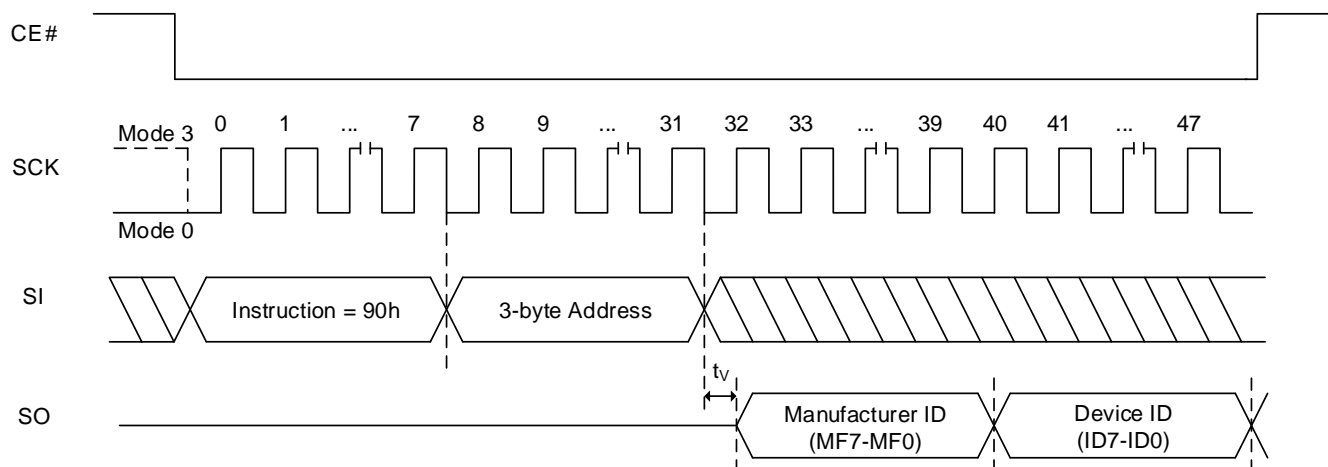 CE#
0 1 ... 7 8 9 ... 31 32 33 ... 39 40 41 ... 47
Mode 3
SCK
Mode 0
SI
Instruction = 90h
3-byte Address
tV
SO
Manufacturer ID
(MF7-MF0)
Device ID
(ID7-ID0)